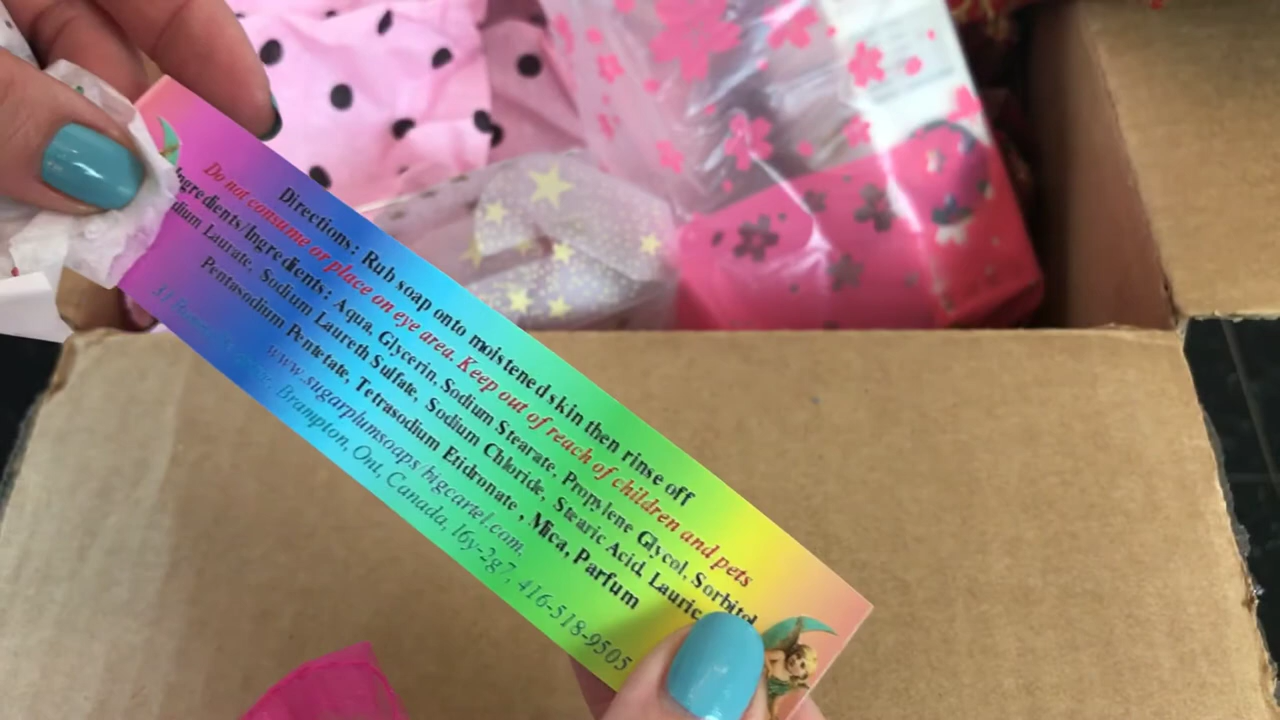 Directions: Rub soap onto moistened skin then rinse off
Do not consume or place on eye area. Keep out of reach of children and pets
Ingredients/Ingredients: Aqua, Glycerin, Sodium Stearate, Propylene Glycol, Sorbitol
dium Laurate, Sodium Laureth Sulfate, Sodium Chloride, Stearic Acid, Lauric
Pentasodium Pentetate, Tetrasodium Etidronate , Mica, Parfum
www.sugarplumsoaps/bigcartel.com,
Brampton, Ont, Canada, l6y-2g7, 416-518-9505